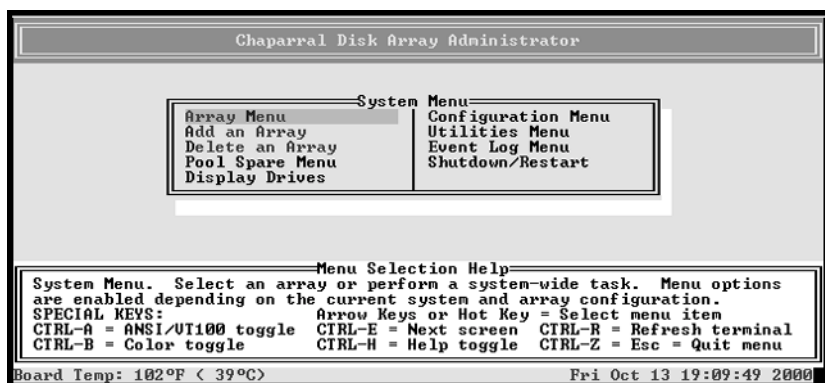 Chaparral Disk Array Administrator
System Menu
Array Menu
Add an Array
Delete an Array
Pool Spare Menu
Display Drives
Configuration Menu
Utilities Menu
Event Log Menu
Shutdown/Restart
Menu Selection Help
System Menu. Select an array or perform a system-wide task. Menu options
are enabled depending on the current system and array configuration.
SPECIAL KEYS: Arrow Keys or Hot Key = Select menu item
CTRL-A = ANSI/VT100 toggle CTRL-E = Next screen CTRL-R = Refresh terminal
CTRL-B = Color toggle CTRL-H = Help toggle CTRL-Z = Esc = Quit menu
Board Temp: 102ºF ( 39ºC) Fri Oct 13 19:09:49 2000